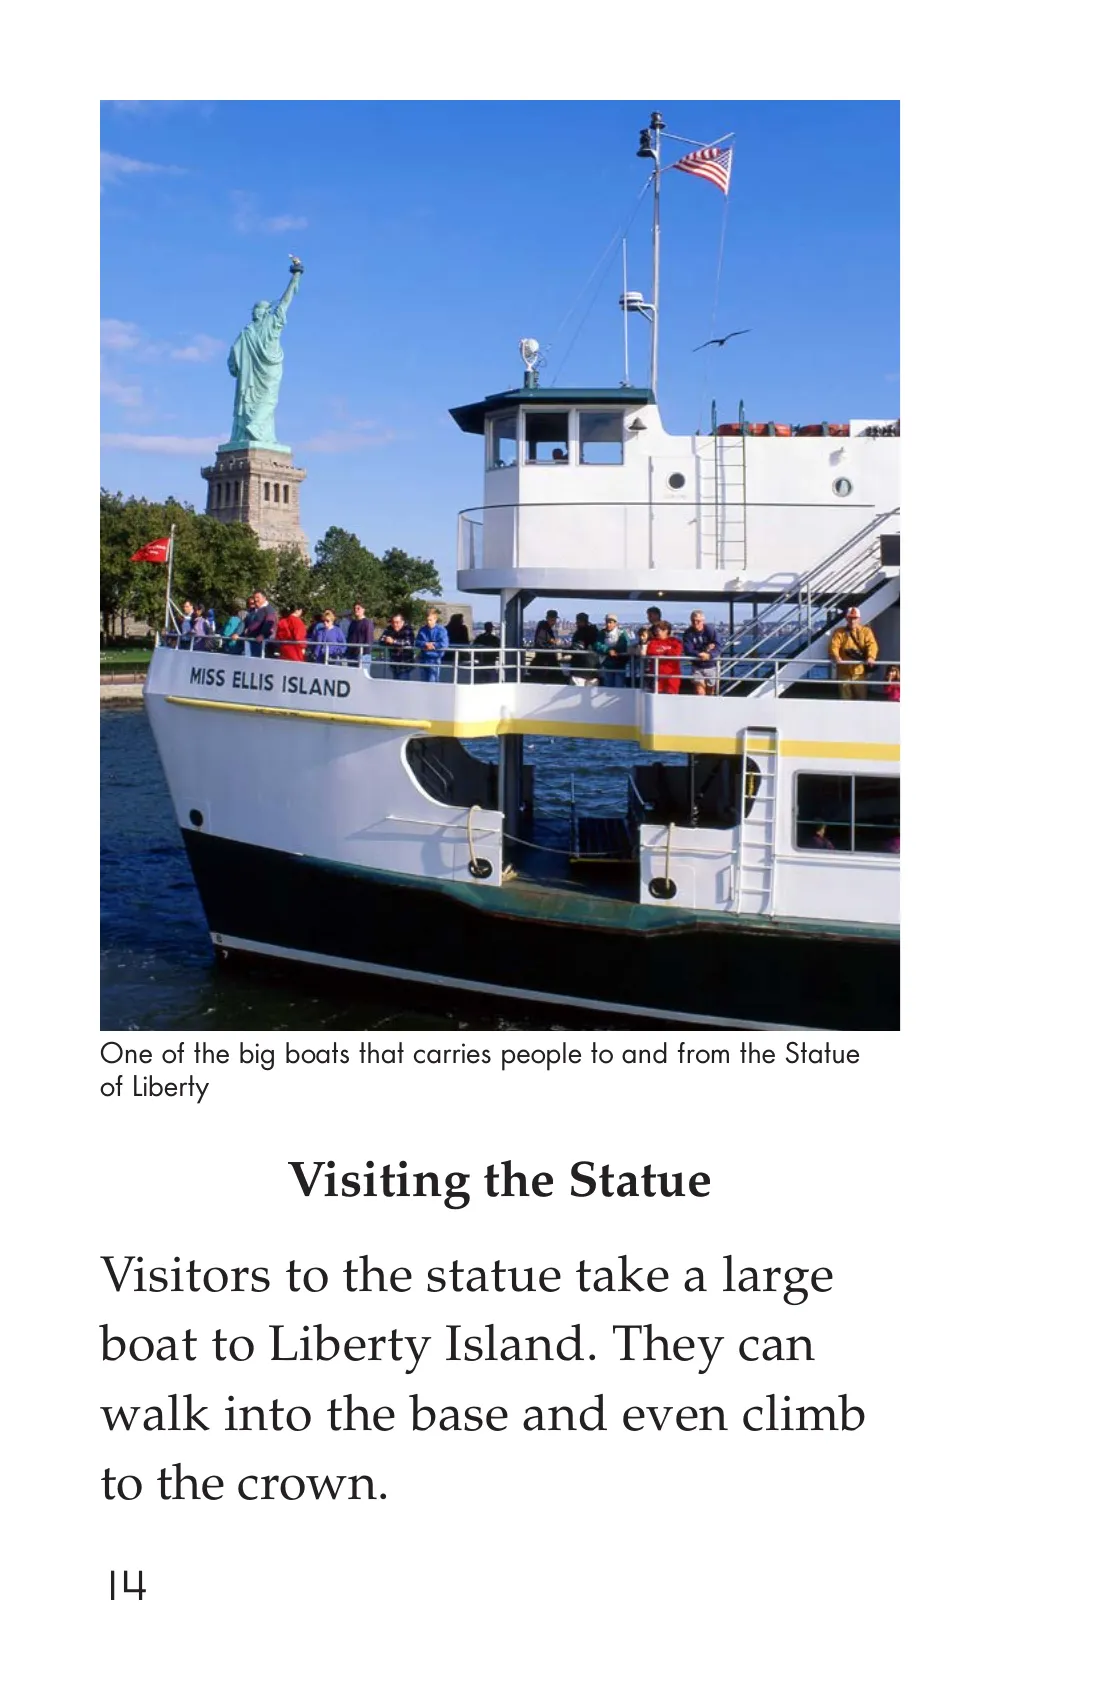 MISS ELLIS ISLAND
One of the big boats that carries people to and from the Statue
of Liberty
Visiting the Statue
Visitors to the statue take a large
boat to Liberty Island. They can
walk into the base and even climb
to the crown.
14